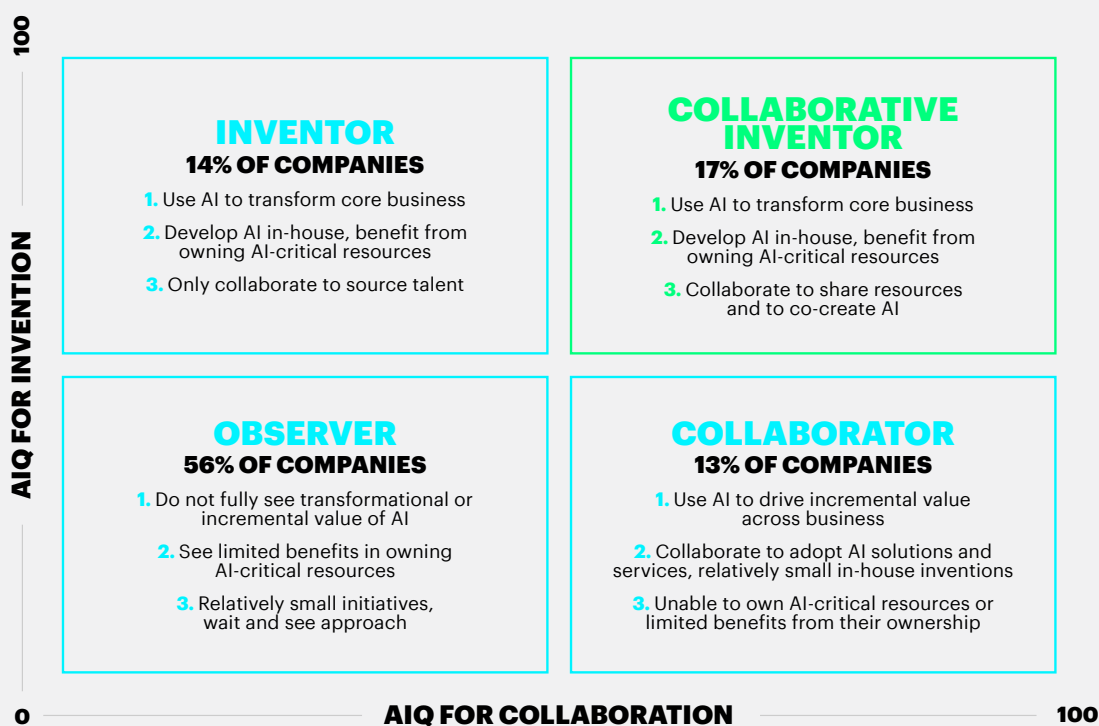 100
AIQ FOR INVENTION
INVENTOR
14% OF COMPANIES
1. Use AI to transform core business
2. Develop AI in-house, benefit from
owning AI-critical resources
3. Only collaborate to source talent
COLLABORATIVE
INVENTOR
17% OF COMPANIES
1. Use AI to transform core business
2. Develop AI in-house, benefit from
owning AI-critical resources
3. Collaborate to share resources
and to co-create AI
OBSERVER
56% OF COMPANIES
1. Do not fully see transformational or
incremental value of AI
2. See limited benefits in owning
AI-critical resources
3. Relatively small initiatives,
wait and see approach
COLLABORATOR
13% OF COMPANIES
1. Use AI to drive incremental value
across business
2. Collaborate to adopt AI solutions and
services, relatively small in-house inventions
3. Unable to own AI-critical resources or
limited benefits from their ownership
0
AIQ FOR COLLABORATION
100